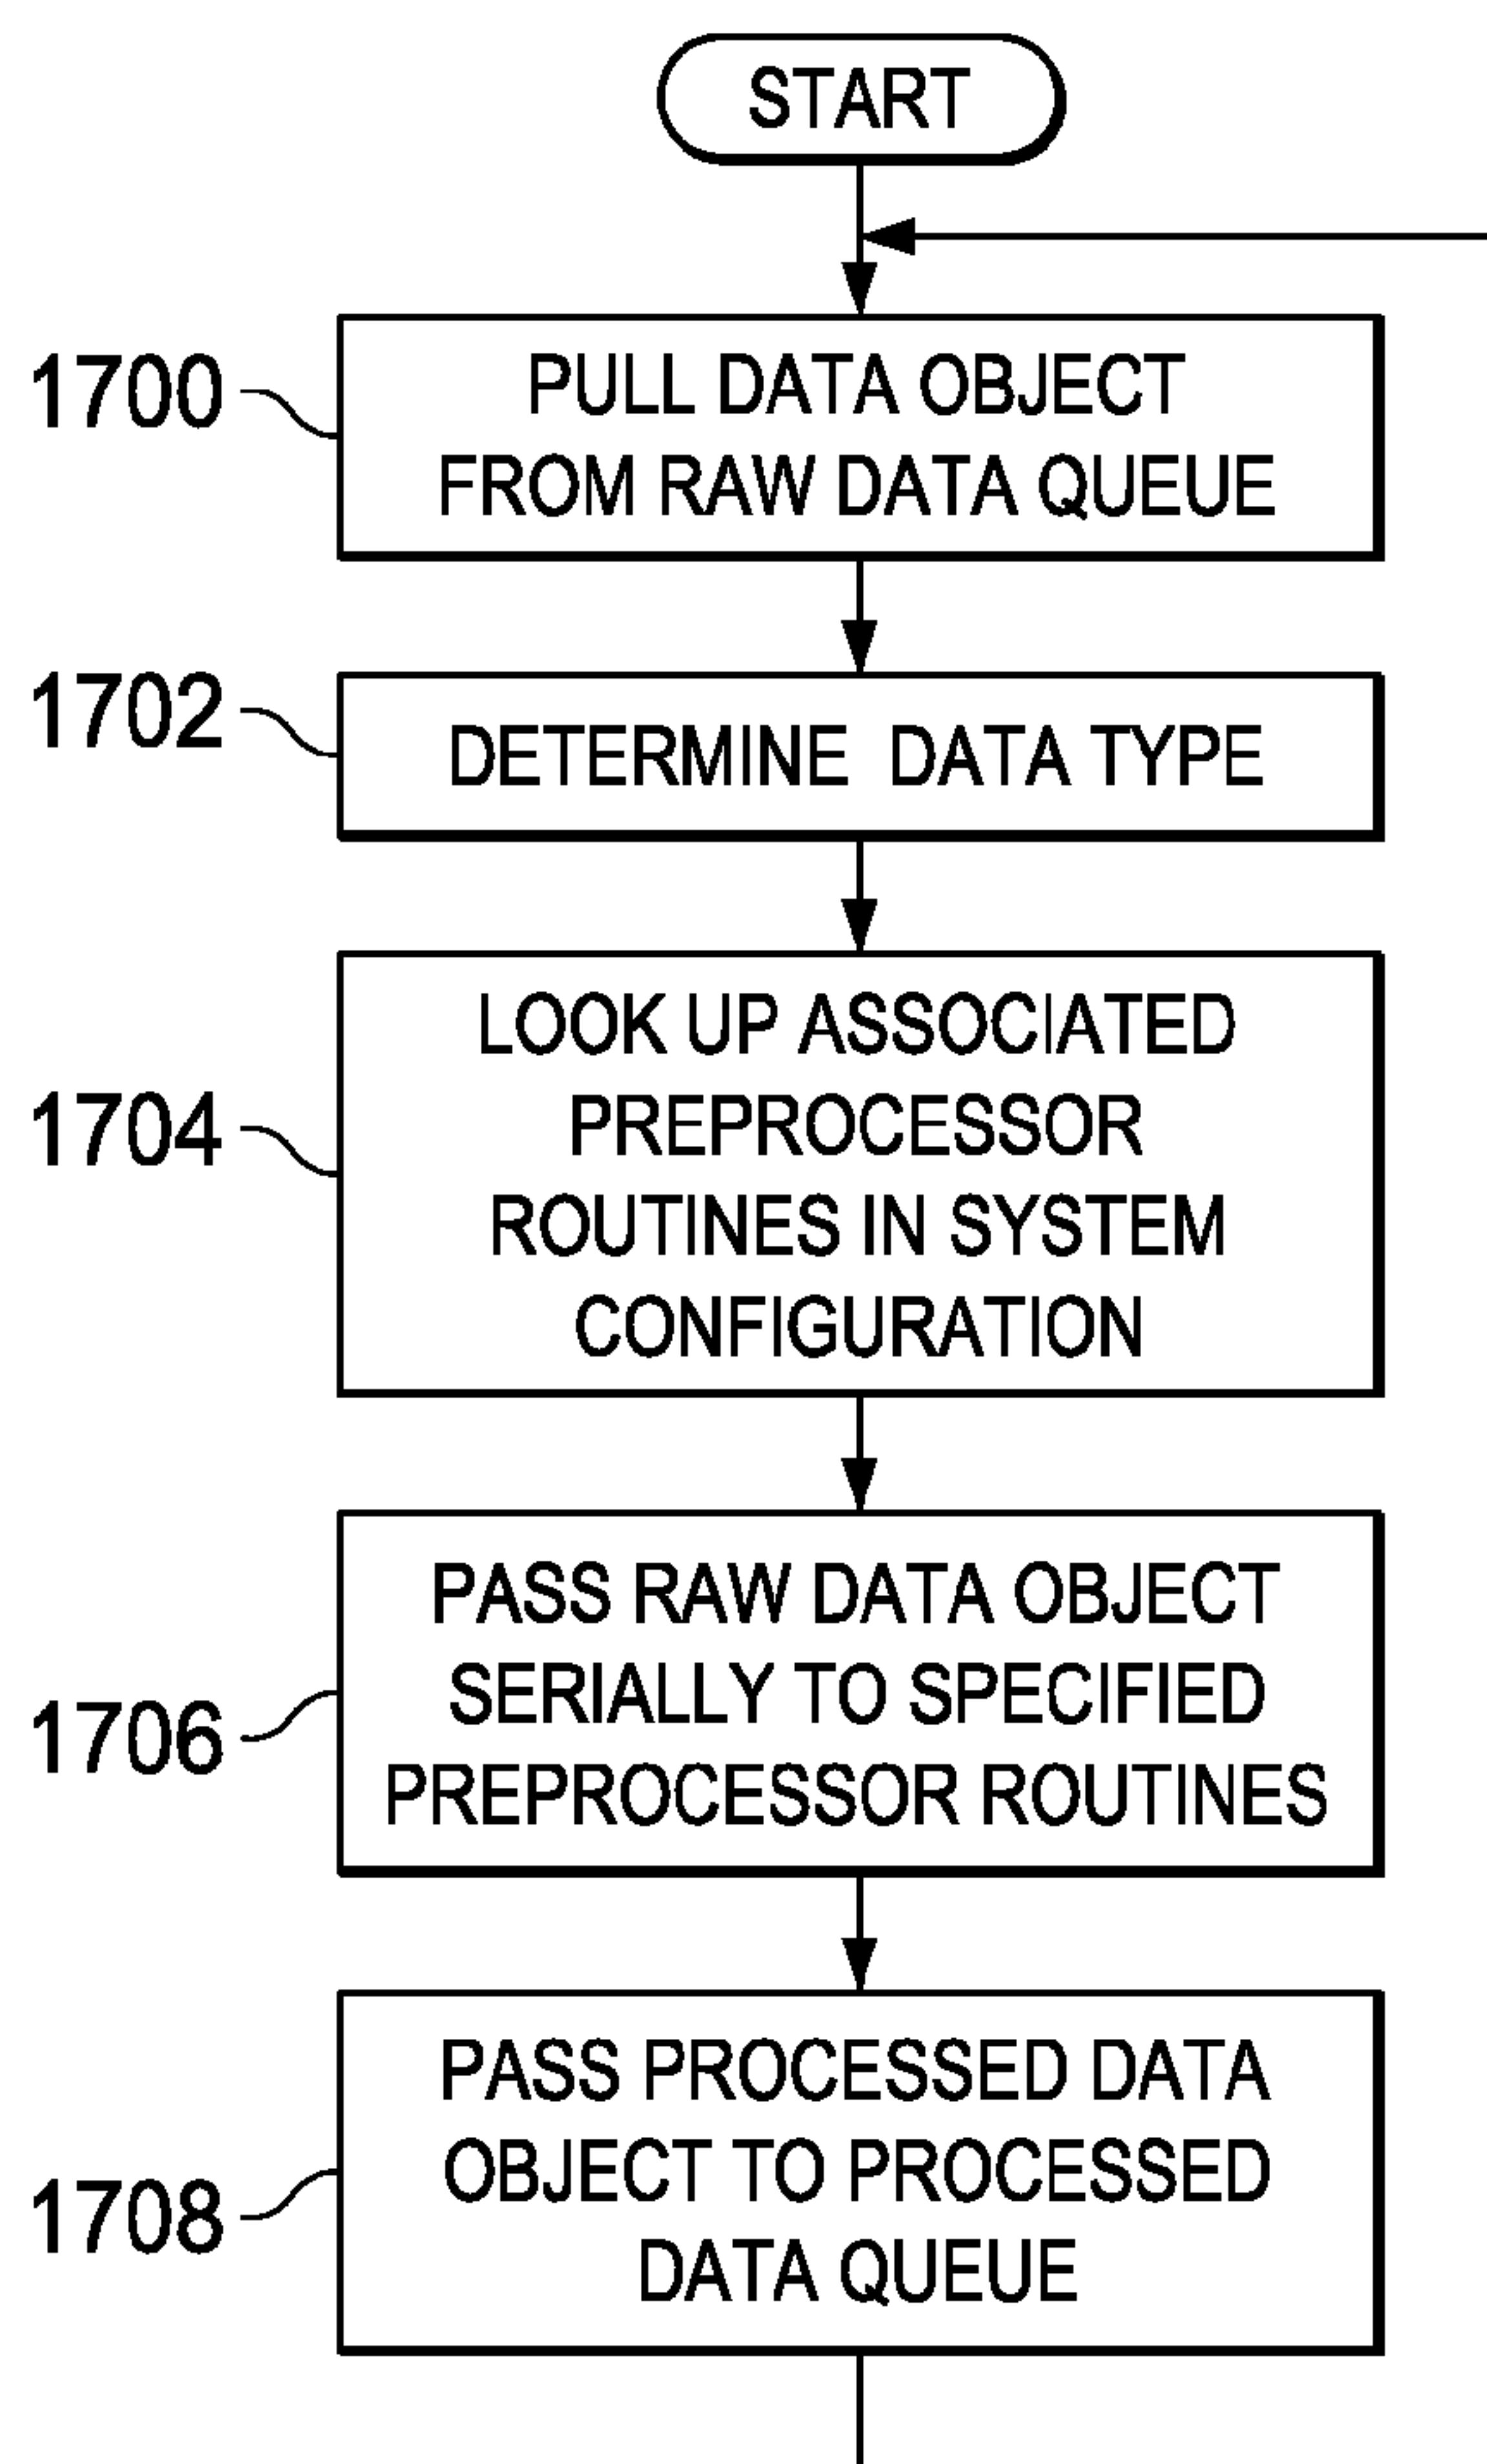 START
1700
PULL DATA OBJECT
FROM RAW DATA QUEUE
1702
DETERMINE DATA TYPE
1704
LOOK UP ASSOCIATED
PREPROCESSOR
ROUTINES IN SYSTEM
CONFIGURATION
1706
PASS RAW DATA OBJECT
SERIALLY TO SPECIFIED
PREPROCESSOR ROUTINES
1708
PASS PROCESSED DATA
OBJECT TO PROCESSED
DATA QUEUE